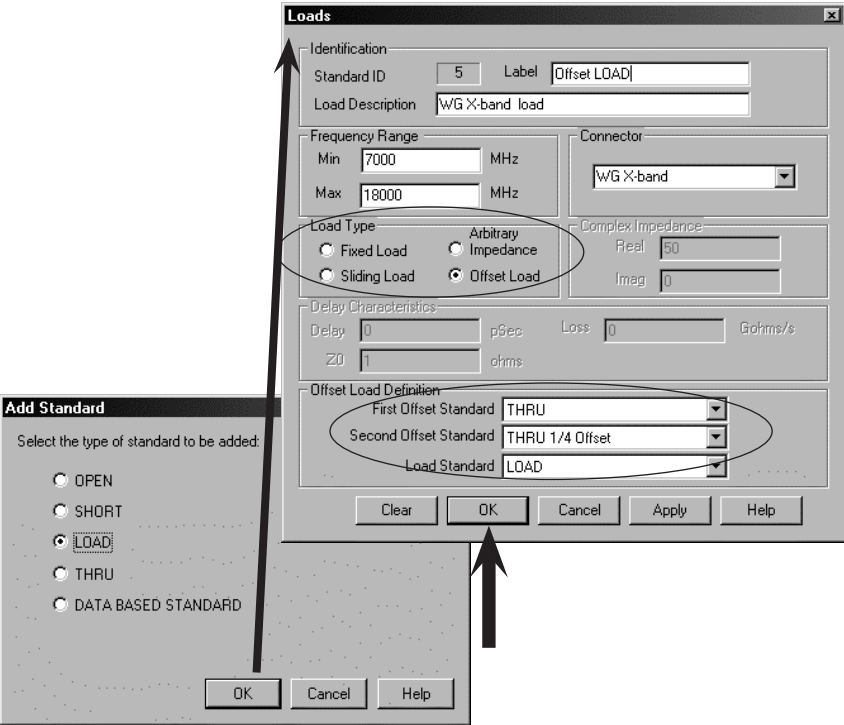 Loads
Identification
Standard ID 5 Label Offset LOAD
Load Description WG X-band load
Frequency Range
Min 7000 MHz
Max 18000 MHz
Connector
WG X-band
Load Type
Fixed Load
Arbitrary
Impedance
Sliding Load
Offset Load
Complex Impedance
Real 50
Imag 0
Delay Characteristics
Delay 0 pSec Loss 0 Gohms/s
Z0 1 ohms
Offset Load Definition
First Offset Standard THRU
Second Offset Standard THRU 1/4 Offset
Load Standard LOAD
Clear OK Cancel Apply Help
Add Standard
Select the type of standard to be added:
OPEN
SHORT
LOAD
THRU
DATA BASED STANDARD
OK Cancel Help